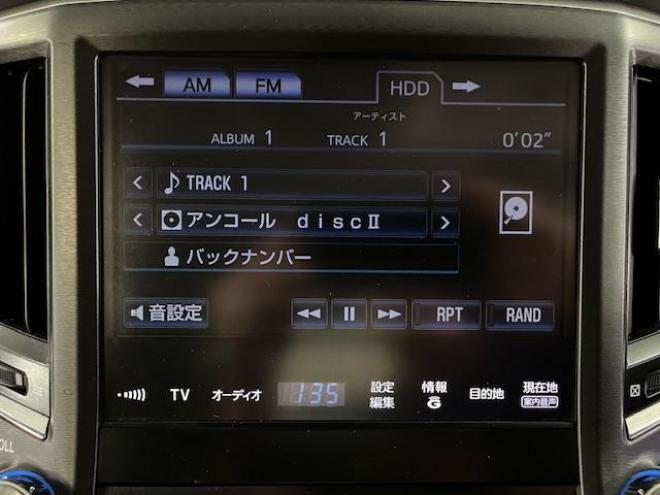 AM FM HDD
アーティスト
ALBUM 1 TRACK 1 0'02"
TRACK 1
アンコール discⅡ
バックナンバー
音設定 RPT RAND
TV オーディオ 1:35 設定 編集 情報 G 目的地 現在地 案内音声
OLL